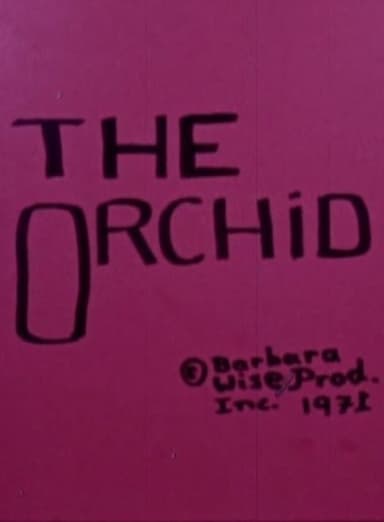 THE
ORCHiD
© Barbara
Wise Prod.
Inc. 1971